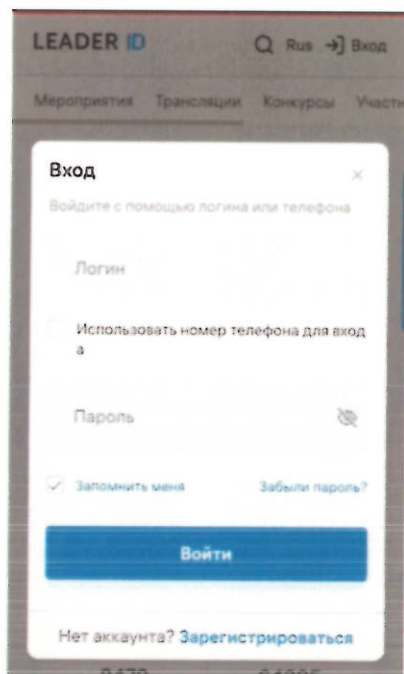 LEADER ID Rus Вход
Мероприятия Трансляции Конкурсы
Вход
Войдите с помощью логина или телефона
Логин
Использовать номер телефона для вход
а
Пароль
Запомнить меня Забыли пароль?
Войти
Нет аккаунта? Зарегистрироваться